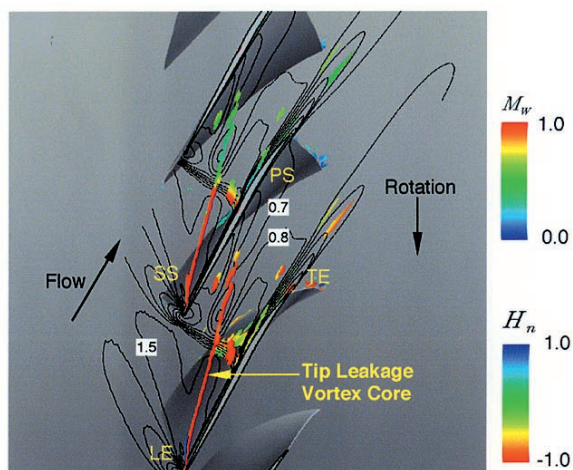 M_w
1.0
0.0
PS
Rotation
0.7
0.8
SS
TE
Flow
1.5
H_n
1.0
-1.0
Tip Leakage
Vortex Core
LE